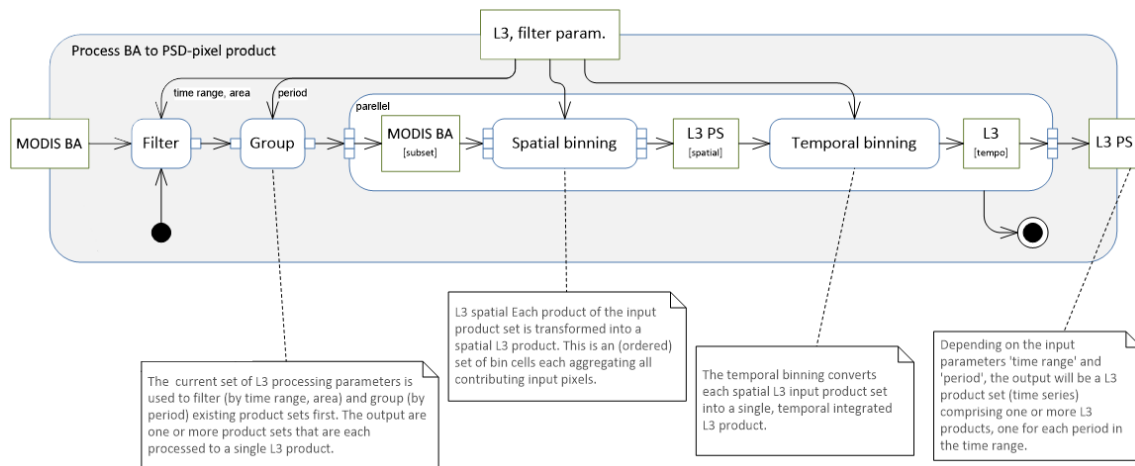 L3, filter param.
Process BA to PSD-pixel product
time range, area
period
parellel
MODIS BA
Filter
Group
MODIS BA
[subset]
Spatial binning
L3 PS
[spatial]
Temporal binning
L3
[tempo]
L3 PS
L3 spatial Each product of the input
product set is transformed into a
spatial L3 product. This is an (ordered)
set of bin cells each aggregating all
contributing input pixels.
Depending on the input
parameters 'time range' and
'period', the output will be a L3
product set (time series)
comprising one or more L3
products, one for each period in
the time range.
The temporal binning converts
each spatial L3 input product set
into a single, temporal integrated
L3 product.
The current set of L3 processing parameters is
used to filter (by time range, area) and group (by
period) existing product sets first. The output are
one or more product sets that are each
processed to a single L3 product.